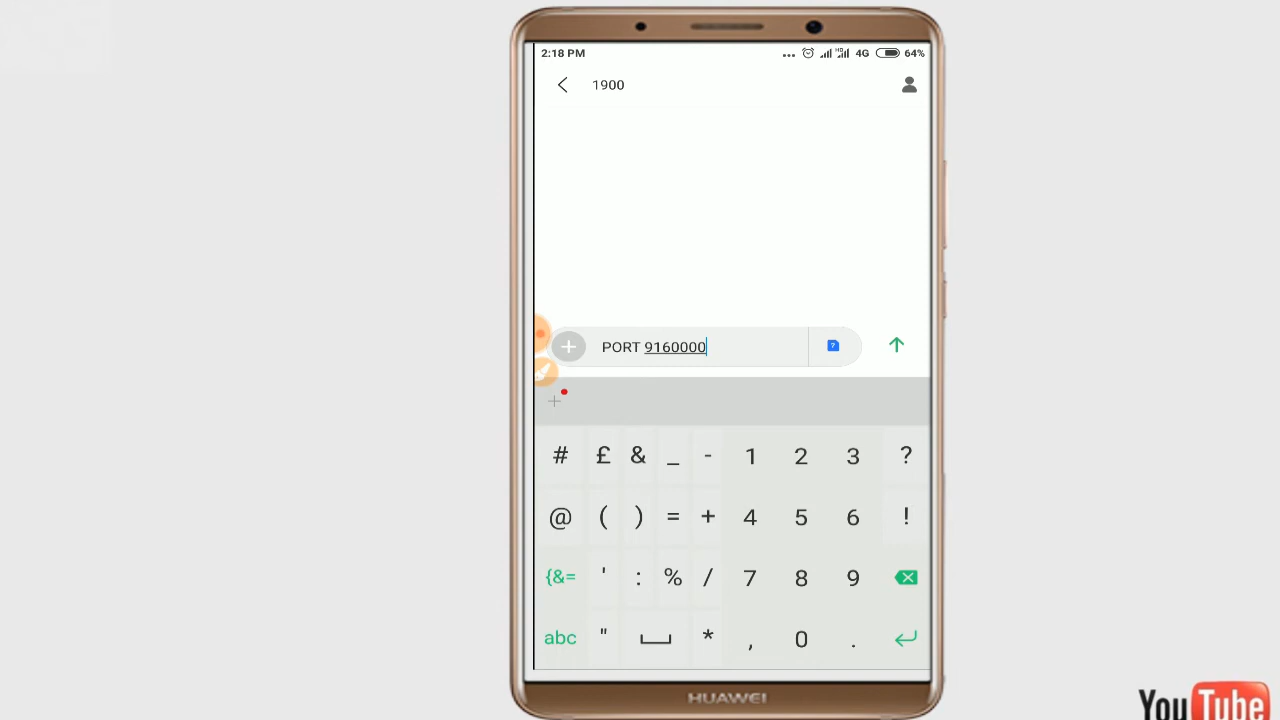 2:18 PM
4G 64%
1900
PORT 9160000
# £ & _ - 1 2 3 ?
@ ( ) = + 4 5 6 !
{&= ' : % / 7 8 9
abc " * , 0 .
HUAWEI
YouTube